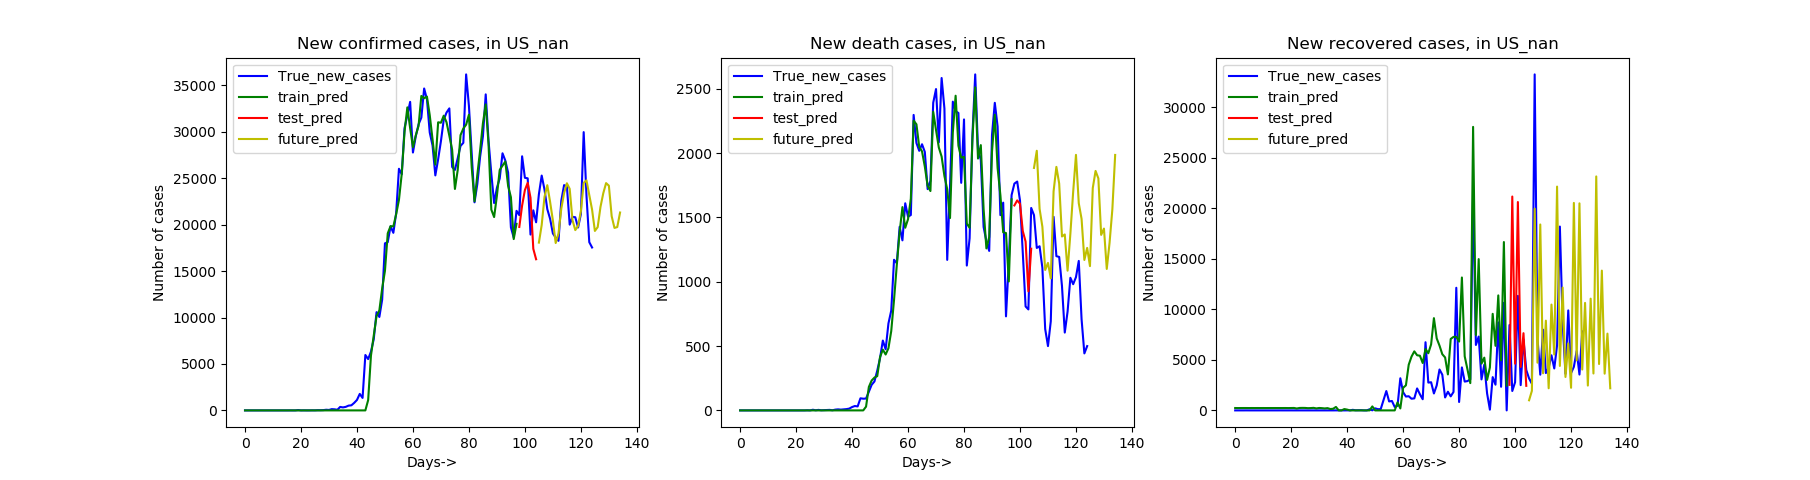 New confirmed cases, in US_nan
True_new_cases
train_pred
test_pred
future_pred
35000
30000
25000
20000
15000
10000
5000
0
Number of cases
0 20 40 60 80 100 120 140
Days->
New death cases, in US_nan
True_new_cases
train_pred
test_pred
future_pred
2500
2000
1500
1000
500
0
Number of cases
0 20 40 60 80 100 120 140
Days->
New recovered cases, in US_nan
True_new_cases
train_pred
test_pred
future_pred
30000
25000
20000
15000
10000
5000
0
Number of cases
0 20 40 60 80 100 120 140
Days->